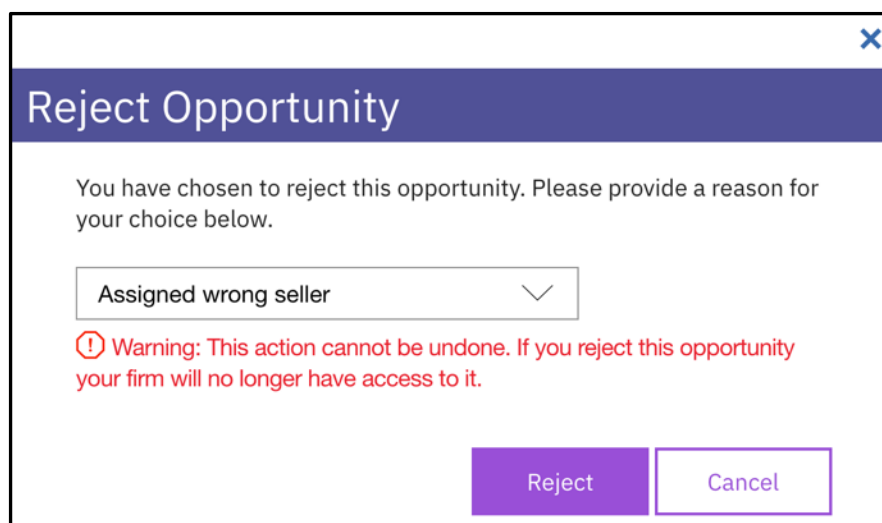 Reject Opportunity
You have chosen to reject this opportunity. Please provide a reason for
your choice below.
Assigned wrong seller
Warning: This action cannot be undone. If you reject this opportunity
your firm will no longer have access to it.
Reject Cancel